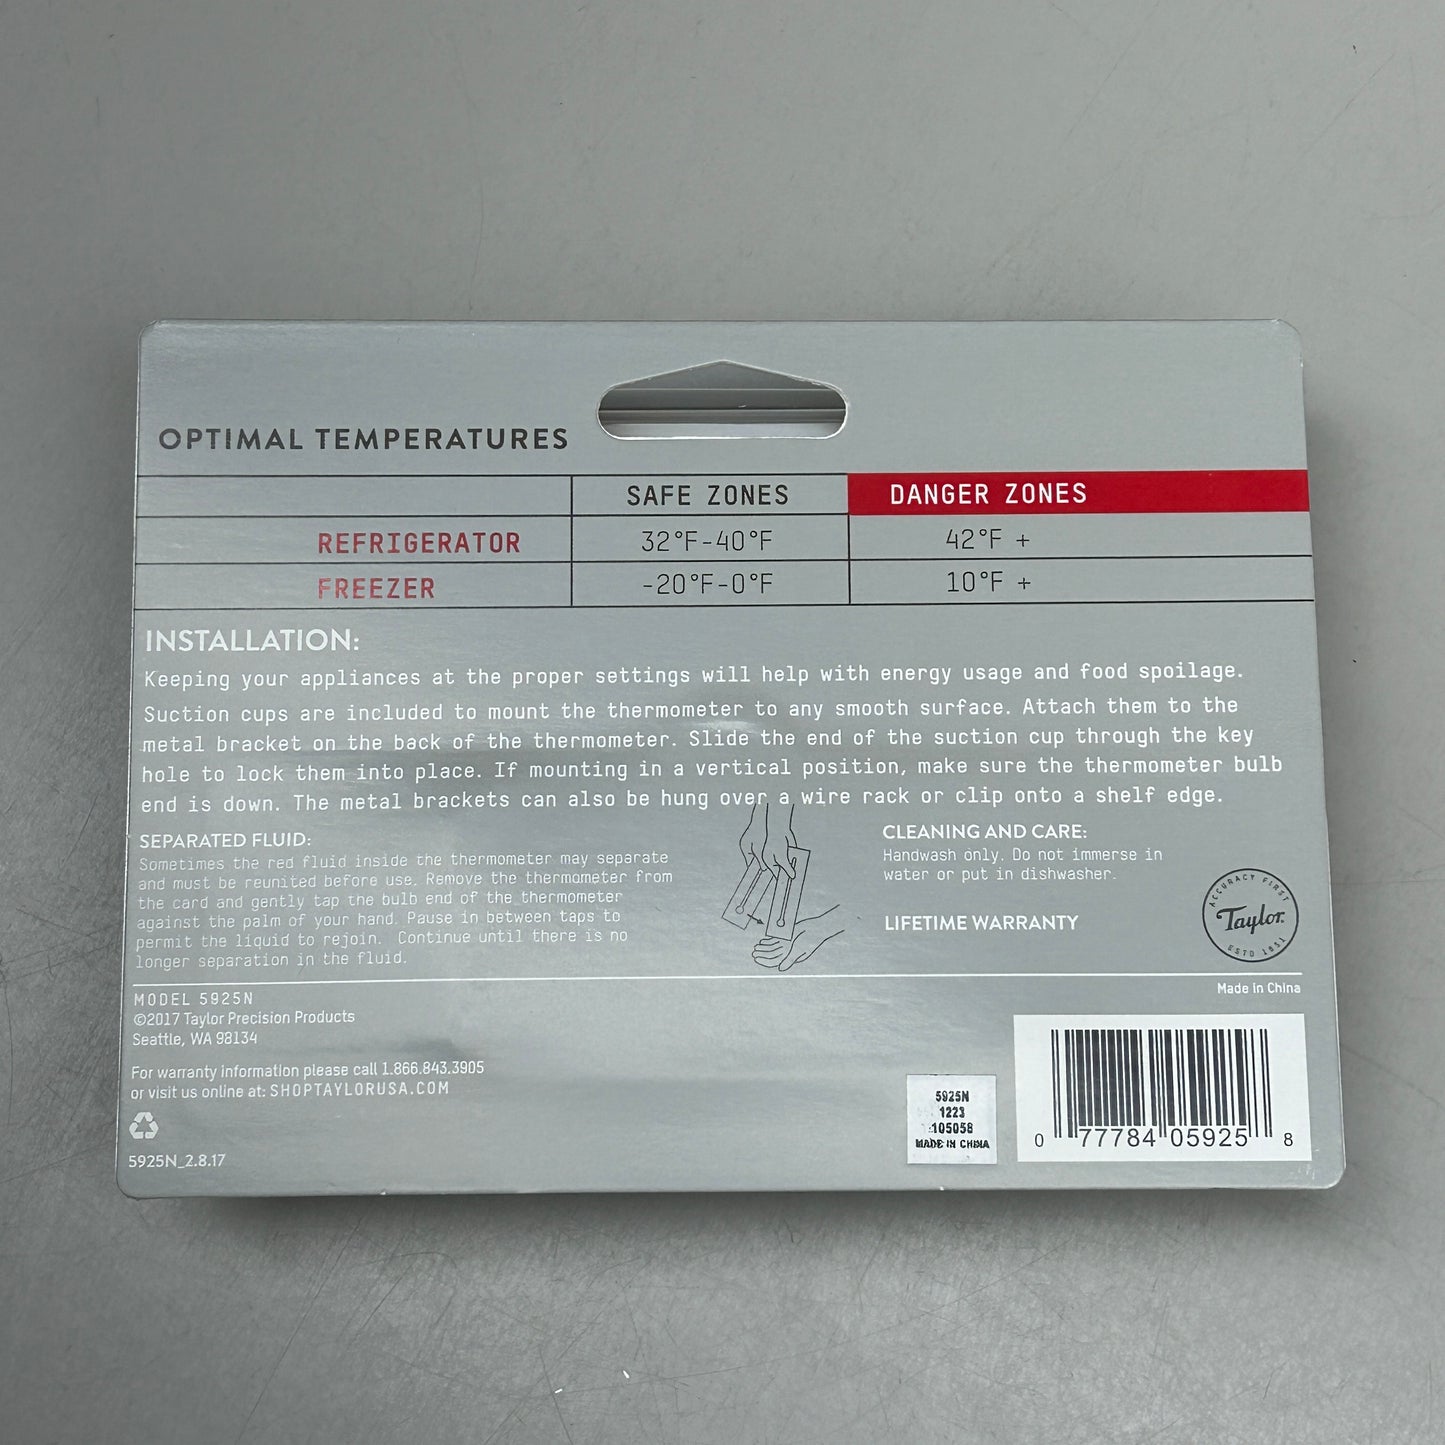 OPTIMAL TEMPERATURES
SAFE ZONES DANGER ZONES
REFRIGERATOR 32°F-40°F 42°F +
FREEZER -20°F-0°F 10°F +
INSTALLATION:
Keeping your appliances at the proper settings will help with energy usage and food spoilage.
Suction cups are included to mount the thermometer to any smooth surface. Attach them to the
metal bracket on the back of the thermometer. Slide the end of the suction cup through the key
hole to lock them into place. If mounting in a vertical position, make sure the thermometer bulb
end is down. The metal brackets can also be hung over a wire rack or clip onto a shelf edge.
SEPARATED FLUID:
Sometimes the red fluid inside the thermometer may separate
and must be reunited before use. Remove the thermometer from
the card and gently tap the bulb end of the thermometer
against the palm of your hand. Pause in between taps to
permit the liquid to rejoin. Continue until there is no
longer separation in the fluid.
CLEANING AND CARE:
Handwash only. Do not immerse in
water or put in dishwasher.
LIFETIME WARRANTY
ACCURACY FIRST
Taylor
ESTD 1851
Made in China
MODEL 5925N
©2017 Taylor Precision Products
Seattle, WA 98134
For warranty information please call 1.866.843.3905
or visit us online at: SHOPTAYLORUSA.COM
5925N_2.8.17
5925N
1223
105058
MADE IN CHINA
0 77784 05925 8